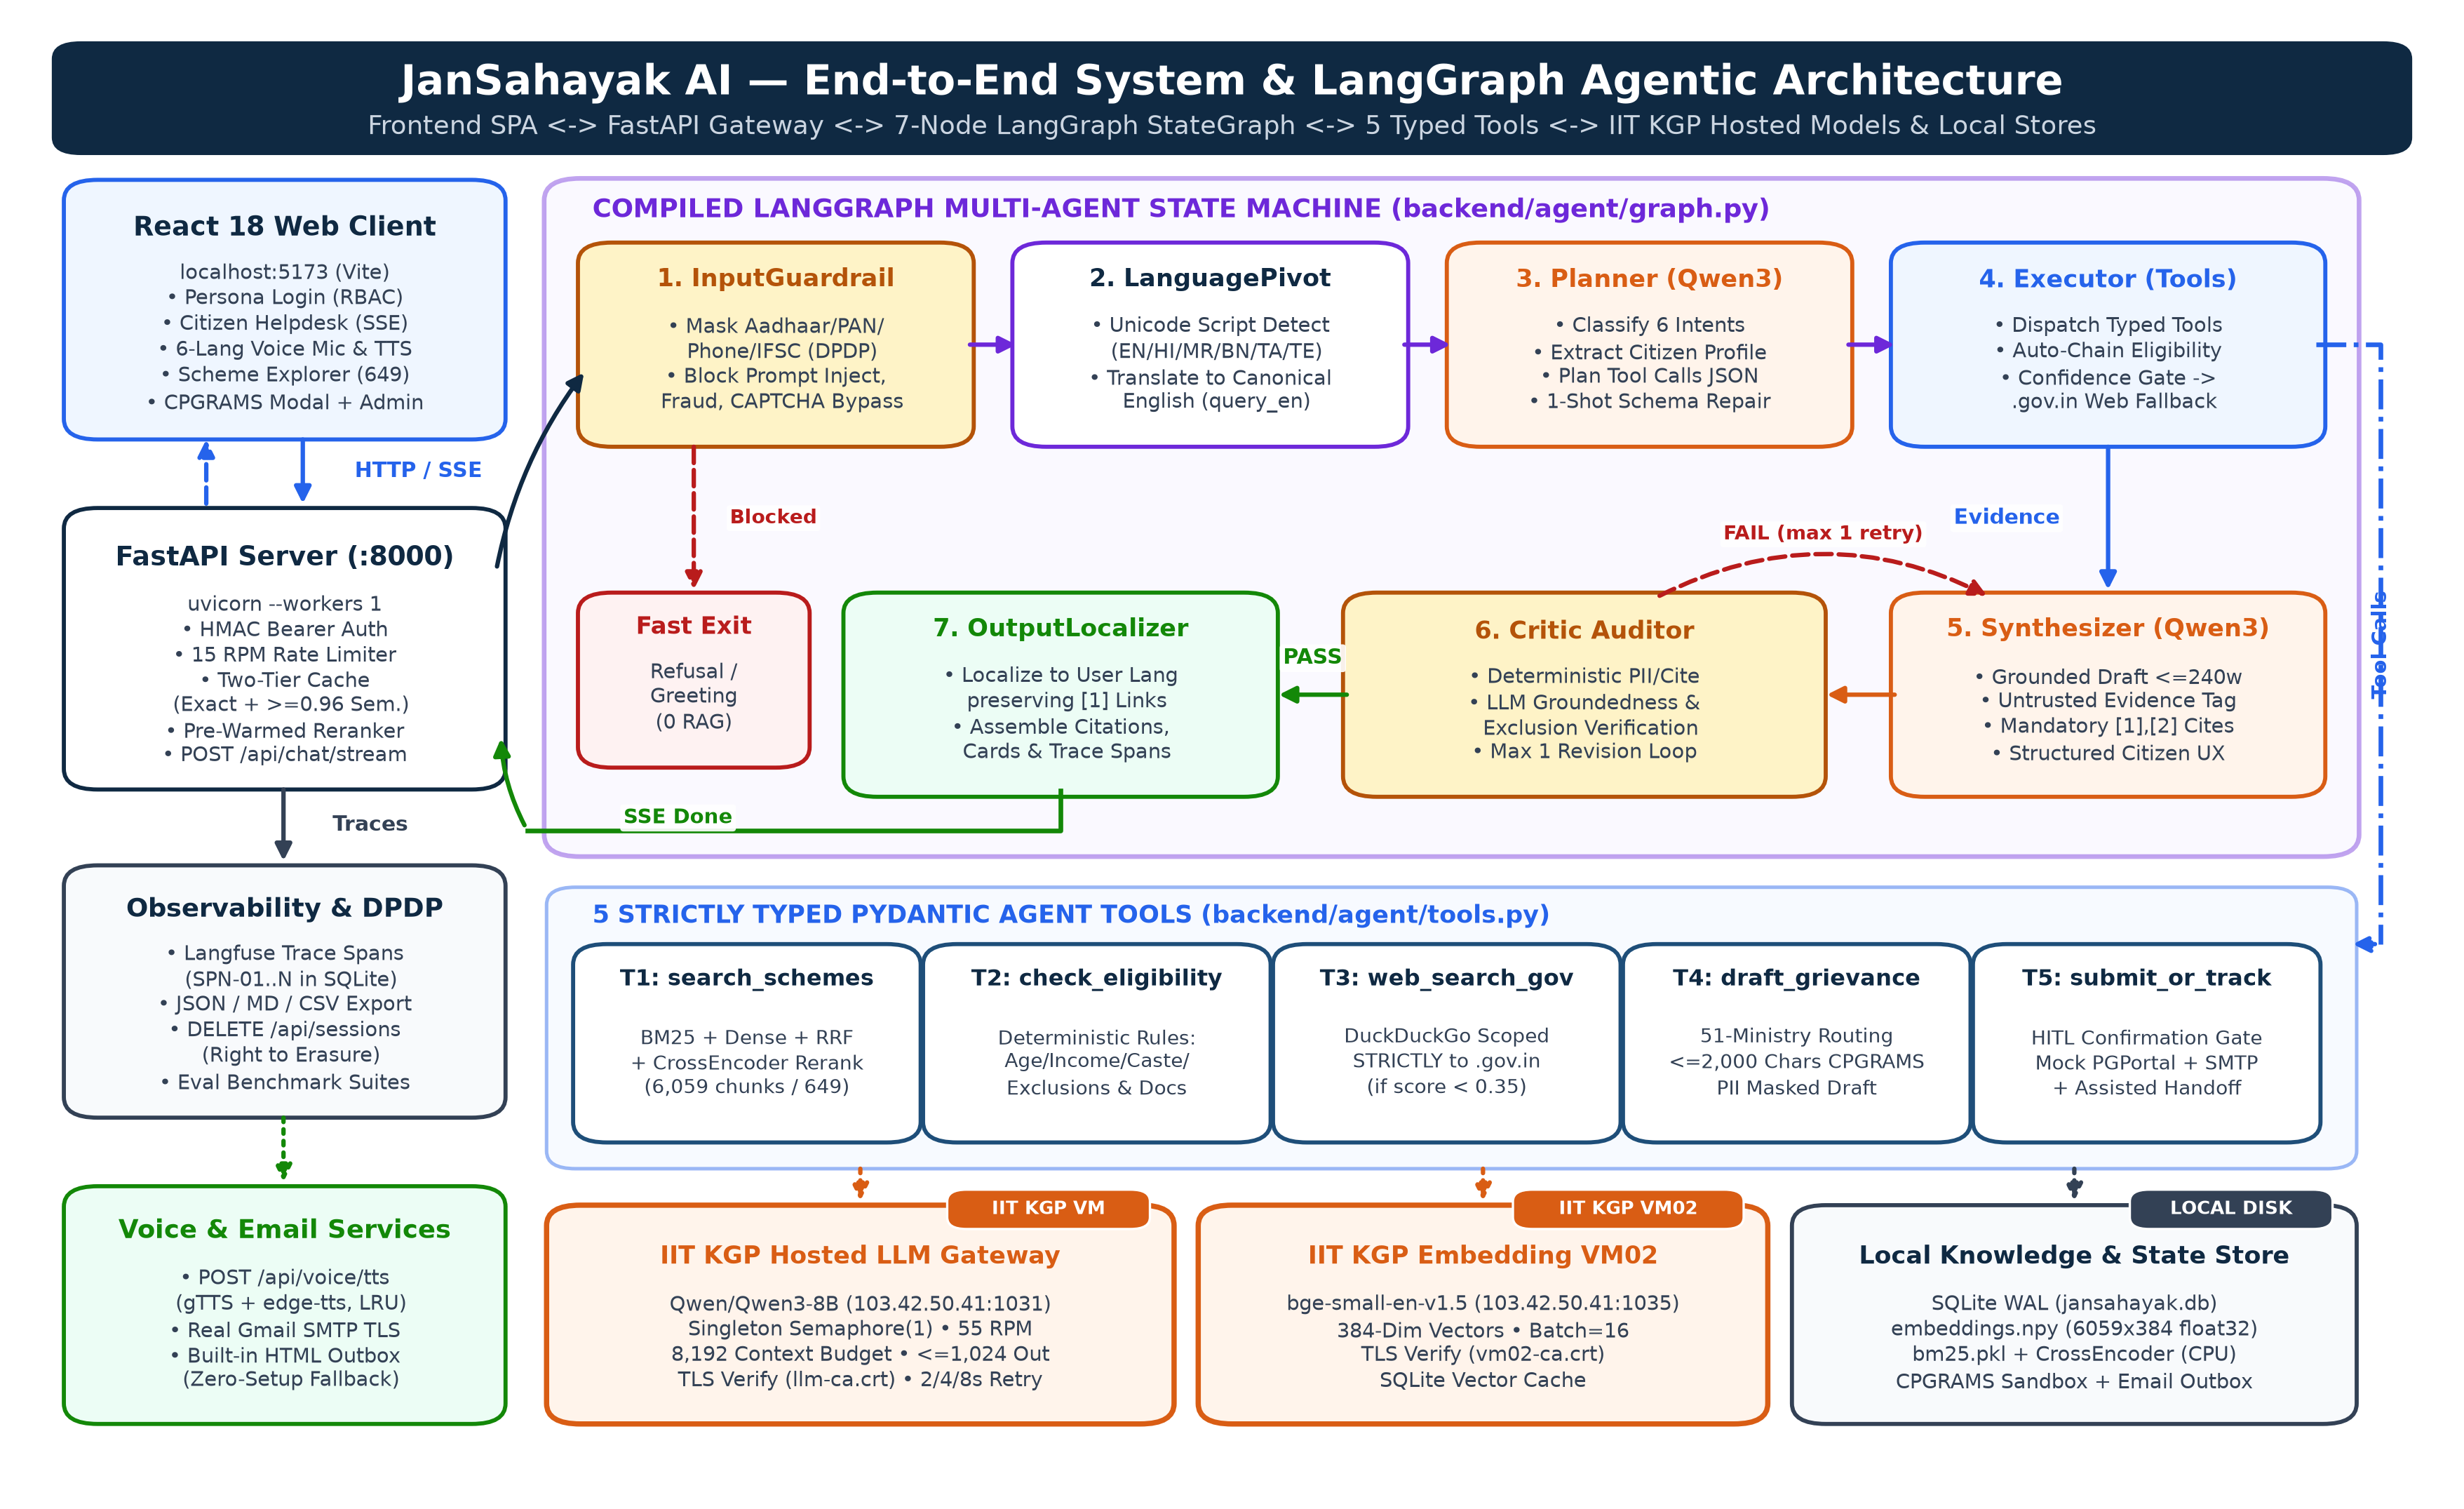 JanSahayak AI — End-to-End System & LangGraph Agentic Architecture
Frontend SPA <-> FastAPI Gateway <-> 7-Node LangGraph StateGraph <-> 5 Typed Tools <-> IIT KGP Hosted Models & Local Stores
React 18 Web Client
localhost:5173 (Vite)
• Persona Login (RBAC)
• Citizen Helpdesk (SSE)
• 6-Lang Voice Mic & TTS
• Scheme Explorer (649)
• CPGRAMS Modal + Admin
HTTP / SSE
FastAPI Server (:8000)
uvicorn --workers 1
• HMAC Bearer Auth
• 15 RPM Rate Limiter
• Two-Tier Cache
(Exact + >=0.96 Sem.)
• Pre-Warmed Reranker
• POST /api/chat/stream
Traces
Observability & DPDP
• Langfuse Trace Spans
(SPN-01..N in SQLite)
• JSON / MD / CSV Export
• DELETE /api/sessions
(Right to Erasure)
• Eval Benchmark Suites
Voice & Email Services
• POST /api/voice/tts
(gTTS + edge-tts, LRU)
• Real Gmail SMTP TLS
• Built-in HTML Outbox
(Zero-Setup Fallback)
COMPILED LANGGRAPH MULTI-AGENT STATE MACHINE (backend/agent/graph.py)
1. InputGuardrail
• Mask Aadhaar/PAN/
Phone/IFSC (DPDP)
• Block Prompt Inject,
Fraud, CAPTCHA Bypass
2. LanguagePivot
• Unicode Script Detect
(EN/HI/MR/BN/TA/TE)
• Translate to Canonical
English (query_en)
3. Planner (Qwen3)
• Classify 6 Intents
• Extract Citizen Profile
• Plan Tool Calls JSON
• 1-Shot Schema Repair
4. Executor (Tools)
• Dispatch Typed Tools
• Auto-Chain Eligibility
• Confidence Gate ->
.gov.in Web Fallback
Blocked
FAIL (max 1 retry)
Evidence
Tool Calls
Fast Exit
Refusal /
Greeting
(0 RAG)
7. OutputLocalizer
• Localize to User Lang
preserving [1] Links
• Assemble Citations,
Cards & Trace Spans
PASS
6. Critic Auditor
• Deterministic PII/Cite
• LLM Groundedness &
Exclusion Verification
• Max 1 Revision Loop
5. Synthesizer (Qwen3)
• Grounded Draft <=240w
• Untrusted Evidence Tag
• Mandatory [1],[2] Cites
• Structured Citizen UX
SSE Done
5 STRICTLY TYPED PYDANTIC AGENT TOOLS (backend/agent/tools.py)
T1: search_schemes
BM25 + Dense + RRF
+ CrossEncoder Rerank
(6,059 chunks / 649)
T2: check_eligibility
Deterministic Rules:
Age/Income/Caste/
Exclusions & Docs
T3: web_search_gov
DuckDuckGo Scoped
STRICTLY to .gov.in
(if score < 0.35)
T4: draft_grievance
51-Ministry Routing
<=2,000 Chars CPGRAMS
PII Masked Draft
T5: submit_or_track
HITL Confirmation Gate
Mock PGPortal + SMTP
+ Assisted Handoff
IIT KGP VM
IIT KGP Hosted LLM Gateway
Qwen/Qwen3-8B (103.42.50.41:1031)
Singleton Semaphore(1) • 55 RPM
8,192 Context Budget • <=1,024 Out
TLS Verify (llm-ca.crt) • 2/4/8s Retry
IIT KGP VM02
IIT KGP Embedding VM02
bge-small-en-v1.5 (103.42.50.41:1035)
384-Dim Vectors • Batch=16
TLS Verify (vm02-ca.crt)
SQLite Vector Cache
LOCAL DISK
Local Knowledge & State Store
SQLite WAL (jansahayak.db)
embeddings.npy (6059x384 float32)
bm25.pkl + CrossEncoder (CPU)
CPGRAMS Sandbox + Email Outbox